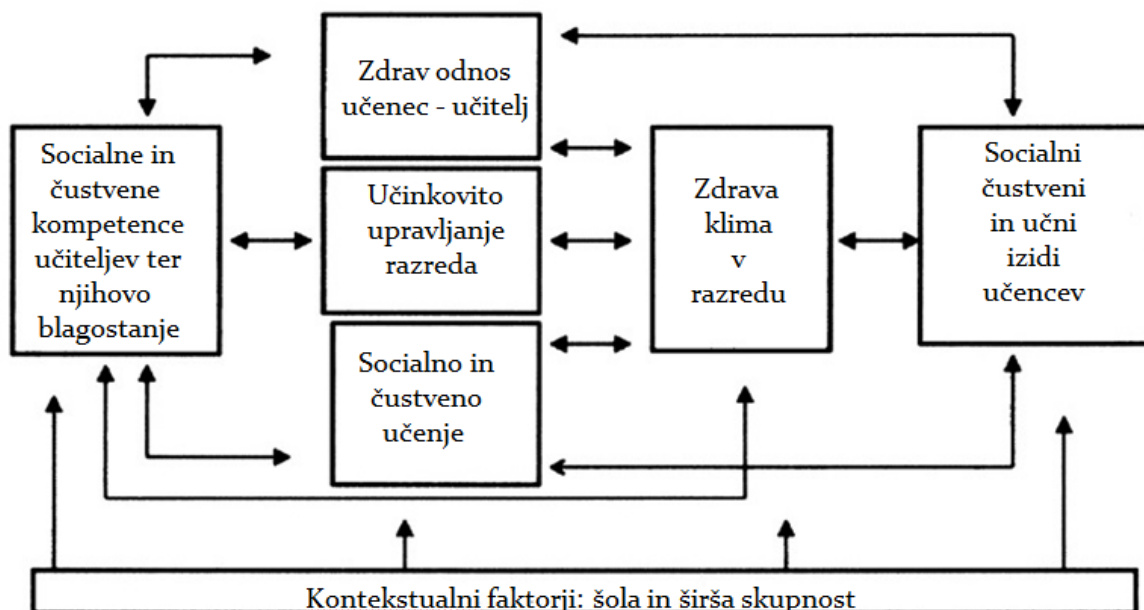 Zdrav odnos
učenec - učitelj
Socialne in
čustvene
kompetence
učiteljev ter
njihovo
blagostanje
Učinkovito
upravljanje
razreda
Socialno in
čustveno
učenje
Zdrava
klima
v
razredu
Socialni
čustveni
in učni
izidi
učencev
Kontekstualni faktorji: šola in širša skupnost